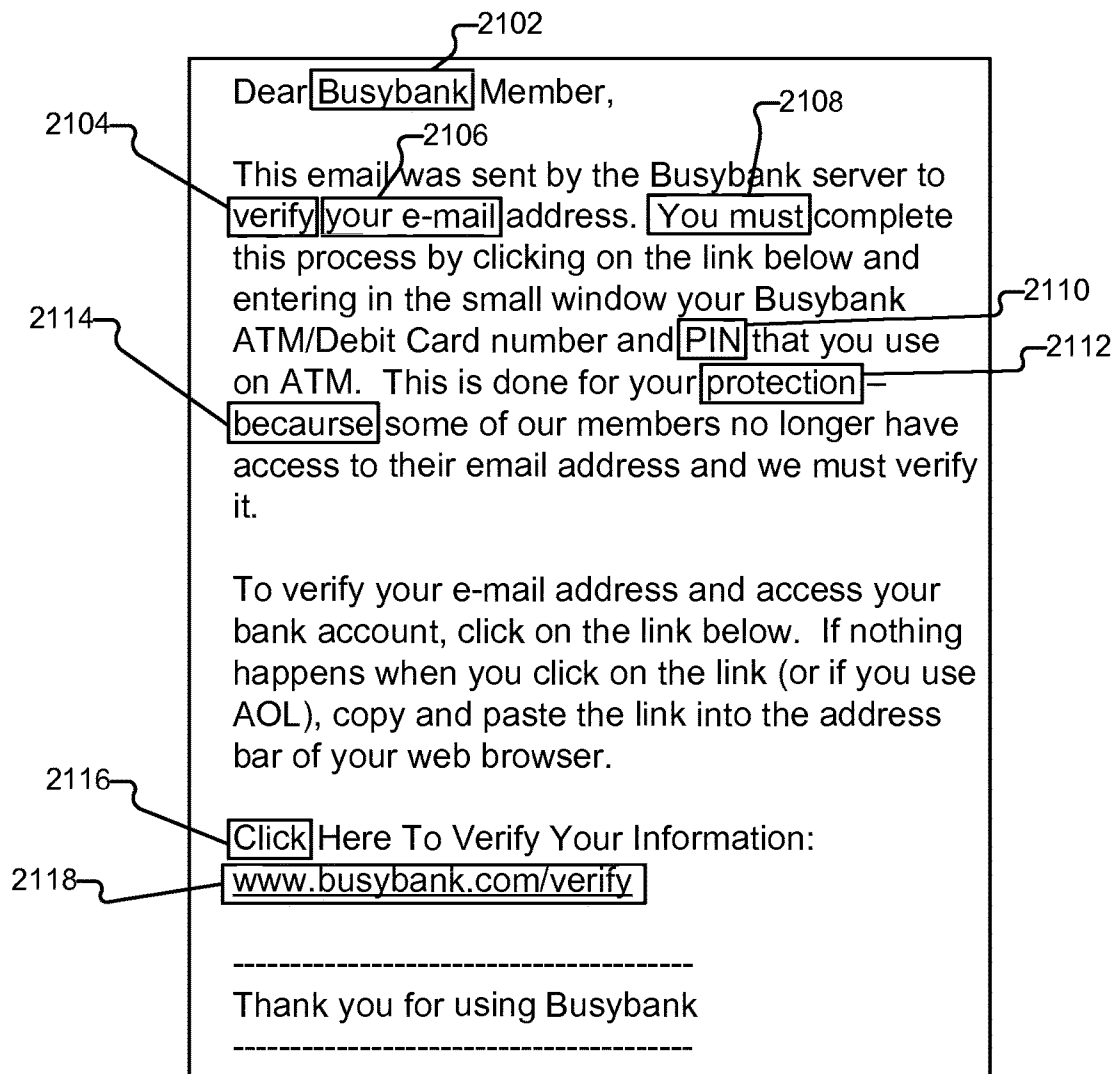 2102
Dear Busybank Member,
2108
2104
2106
This email was sent by the Busybank server to
verify your e-mail address. You must complete
this process by clicking on the link below and
entering in the small window your Busybank
2110
2114
ATM/Debit Card number and PIN that you use
2112
on ATM. This is done for your protection –
becaurse some of our members no longer have
access to their email address and we must verify
it.
To verify your e-mail address and access your
bank account, click on the link below. If nothing
happens when you click on the link (or if you use
AOL), copy and paste the link into the address
bar of your web browser.
2116
Click Here To Verify Your Information:
2118
www.busybank.com/verify
----------------------------------------
Thank you for using Busybank
----------------------------------------